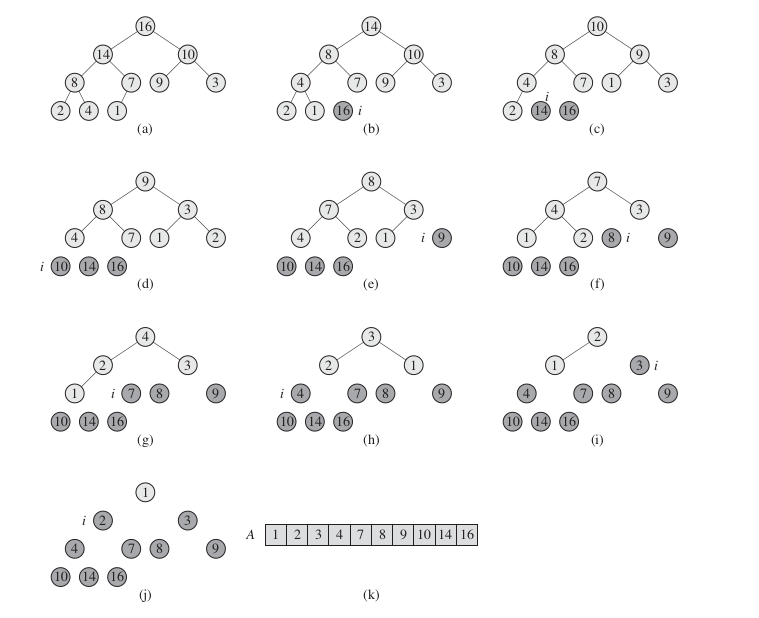 16 14 10
14 10 8 10 8 9
8 7 9 3 4 7 9 3 4 7 1 3
i
2 4 1 2 1 16 i 2 14 16
(a) (b) (c)
9 8 7
8 3 7 3 4 3
4 7 1 2 4 2 1 i 9 1 2 8 i 9
i 10 14 16 10 14 16 10 14 16
(d) (e) (f)
4 3 2
2 3 2 1 1 3 i
1 i 7 8 9 i 4 7 8 9 4 7 8 9
10 14 16 10 14 16 10 14 16
(g) (h) (i)
1
i 2 3
A 1 2 3 4 7 8 9 10 14 16
4 7 8 9
10 14 16
(j) (k)